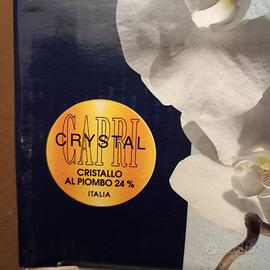 CAPRI
CRYSTAL
CRISTALLO
AL PIOMBO 24 %
ITALIA